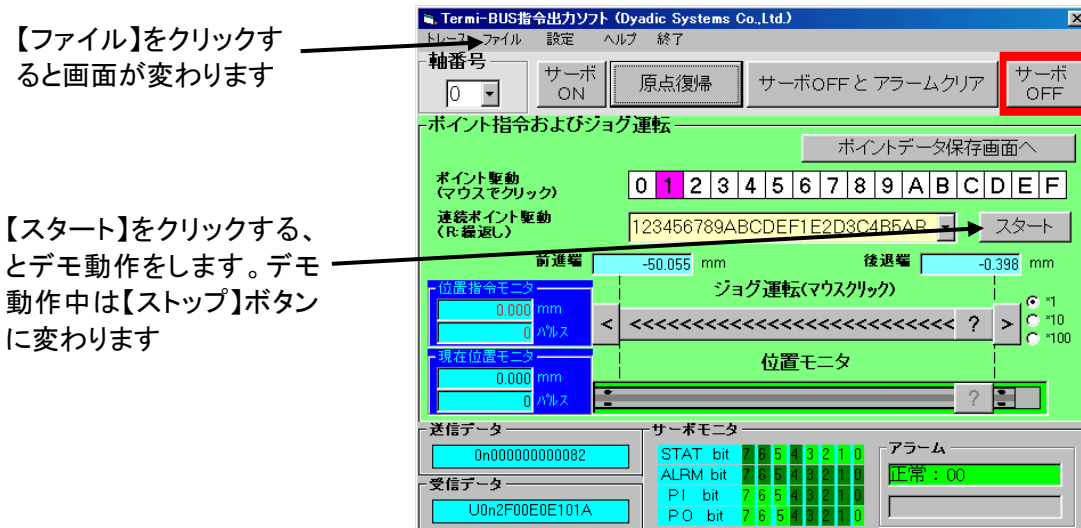 【ファイル】をクリックす
ると画面が変わります
【スタート】をクリックする、
とデモ動作をします。デモ
動作中は【ストップ】ボタン
に変わります
Termi-BUS指令出力ソフト (Dyadic Systems Co.,Ltd.)
トレース ファイル 設定 ヘルプ 終了
軸番号
0
サーボ
ON
原点復帰
サーボOFF と アラームクリア
サーボ
OFF
ポイント指令およびジョグ運転
ポイントデータ保存画面へ
ポイント駆動
(マウスでクリック)
0 1 2 3 4 5 6 7 8 9 A B C D E F
連続ポイント駆動
(R:繰返し)
123456789ABCDEF1E2D3C4B5AR
スタート
前進端 -50.055 mm 後退端 -0.398 mm
位置指令モニタ
0.000 mm
0 パルス
ジョグ運転(マウスクリック)
< <<<<<<<<<<<<<<<<<<<<<<<<<< ? >
*1
*10
*100
現在位置モニタ
0.000 mm
0 パルス
位置モニタ
?
送信データ
0n000000000082
受信データ
U0n2F00E0E101A
サーボモニタ
STAT bit 7 6 5 4 3 2 1 0
ALRM bit 7 6 5 4 3 2 1 0
PI bit 7 6 5 4 3 2 1 0
PO bit 7 6 5 4 3 2 1 0
アラーム
正常：00